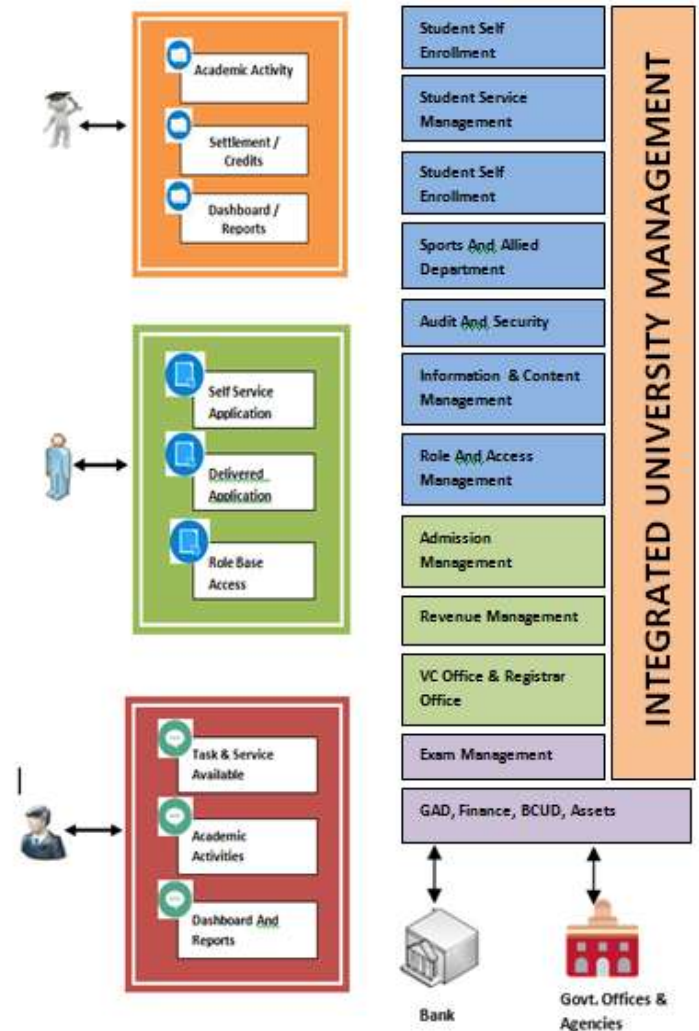 Academic Activity
Settlement /
Credits
Dashboard /
Reports
Self Service
Application
Delivered
Application
Role Base
Access
Task & Service
Available
Academic
Activities
Dashboard And
Reports
Student Self
Enrollment
Student Service
Management
Student Self
Enrollment
Sports And Allied
Department
Audit And Security
Information & Content
Management
Role And Access
Management
Admission
Management
Revenue Management
VC Office & Registrar
Office
Exam Management
GAD, Finance, BCUD, Assets
INTEGRATED UNIVERSITY MANAGEMENT
Bank
Govt. Offices &
Agencies